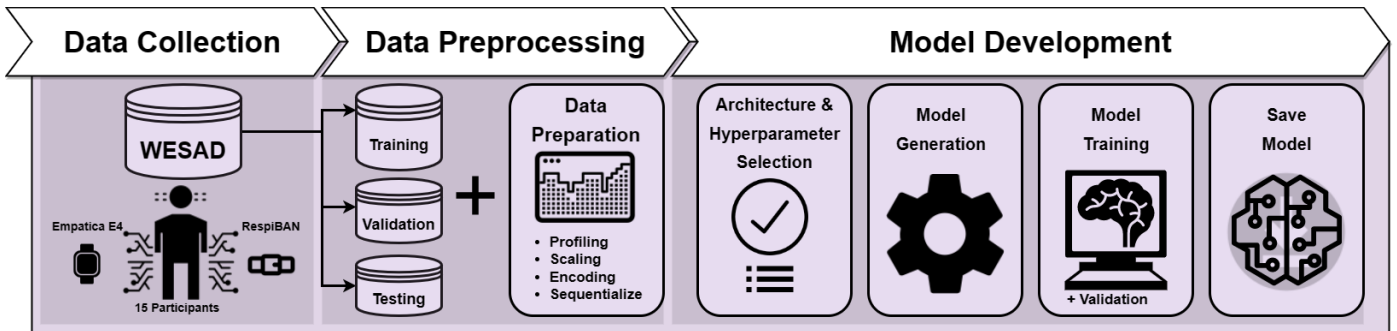 Data Collection
Data Preprocessing
Model Development
WESAD
Empatica E4
RespiBAN
15 Participants
Training
Validation
Testing
Data
Preparation
• Profiling
• Scaling
• Encoding
• Sequentialize
Architecture &
Hyperparameter
Selection
Model
Generation
Model
Training
+ Validation
Save
Model